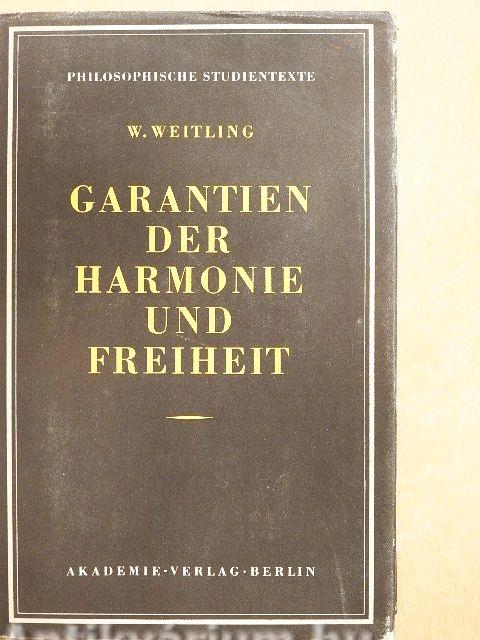 PHILOSOPHISCHE STUDIENTEXTE
W. WEITLING
GARANTIEN
DER
HARMONIE
UND
FREIHEIT
AKADEMIE-VERLAG·BERLIN